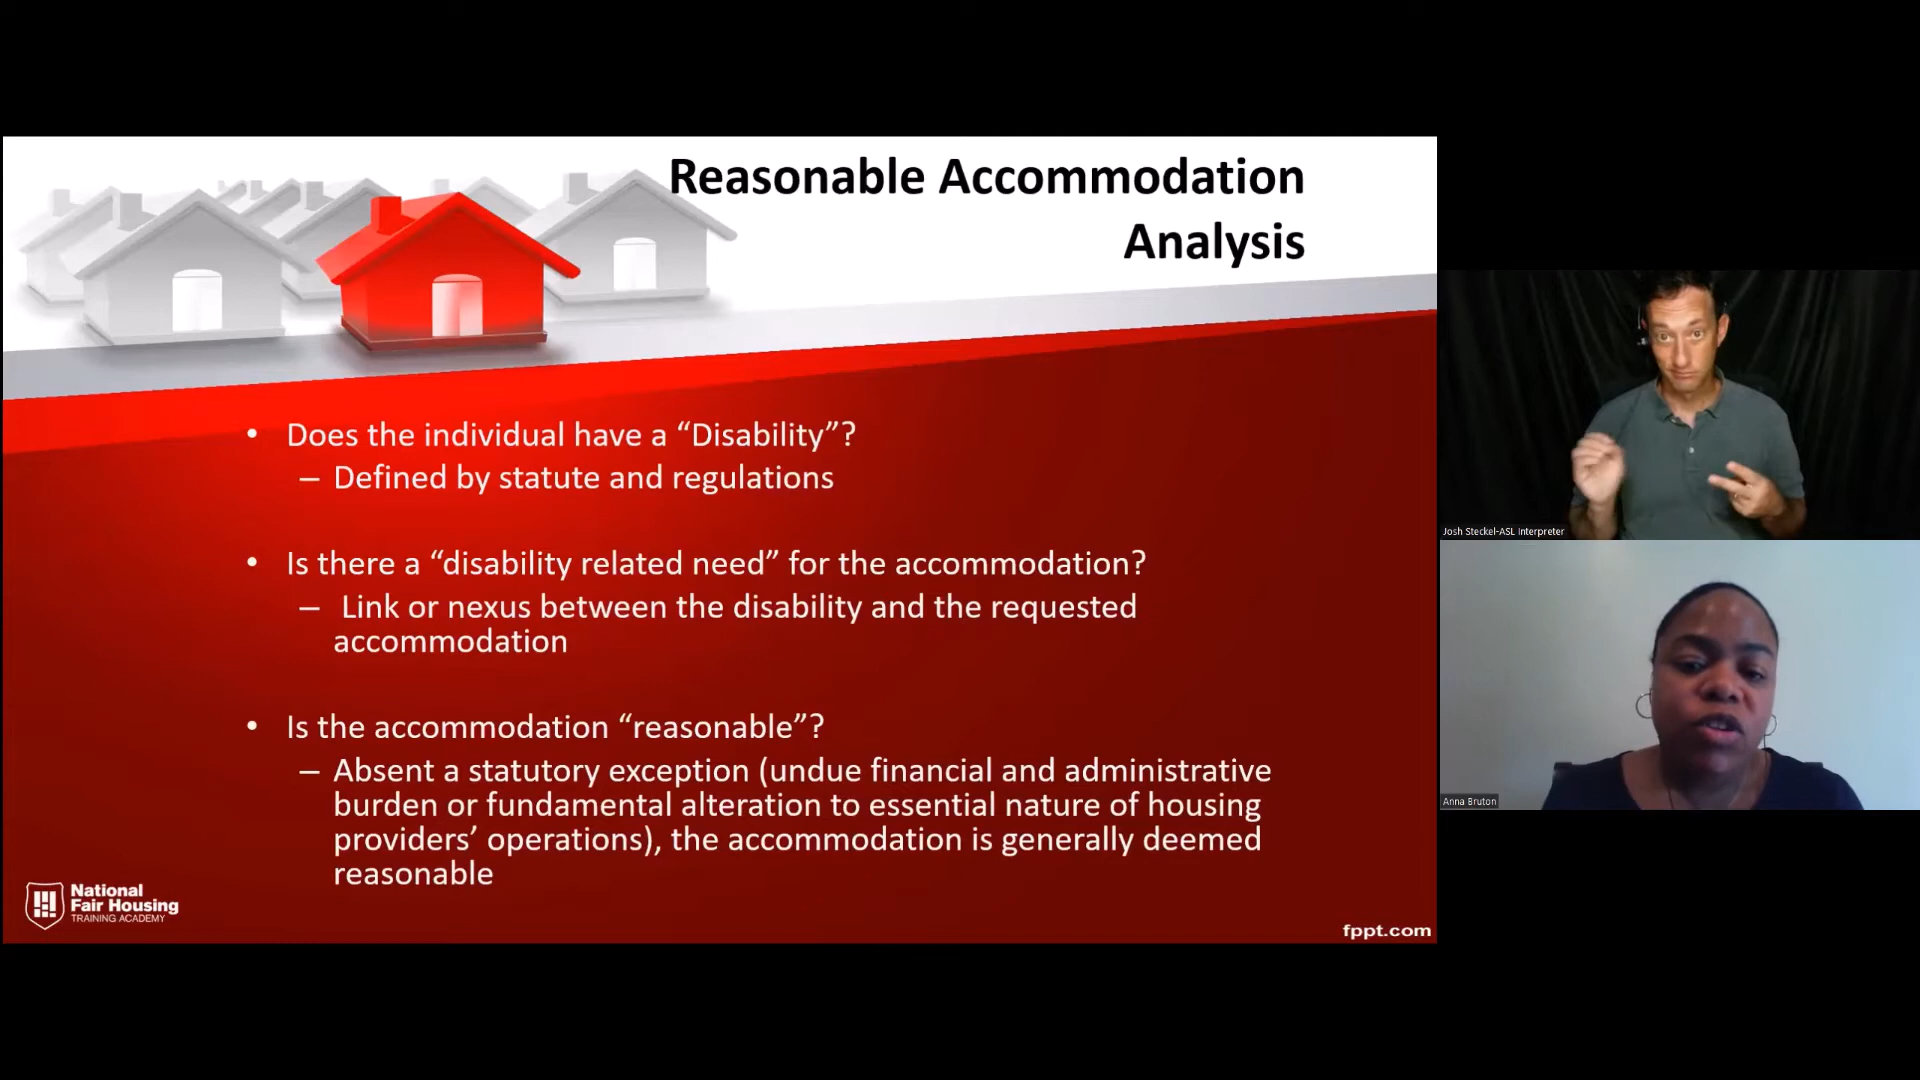 Reasonable Accommodation
Analysis
• Does the individual have a “Disability”?
– Defined by statute and regulations
• Is there a “disability related need” for the accommodation?
– Link or nexus between the disability and the requested
accommodation
• Is the accommodation “reasonable”?
– Absent a statutory exception (undue financial and administrative
burden or fundamental alteration to essential nature of housing
providers’ operations), the accommodation is generally deemed
reasonable
National
Fair Housing
TRAINING ACADEMY
fppt.com
Josh Steckel-ASL Interpreter
Anna Bruton